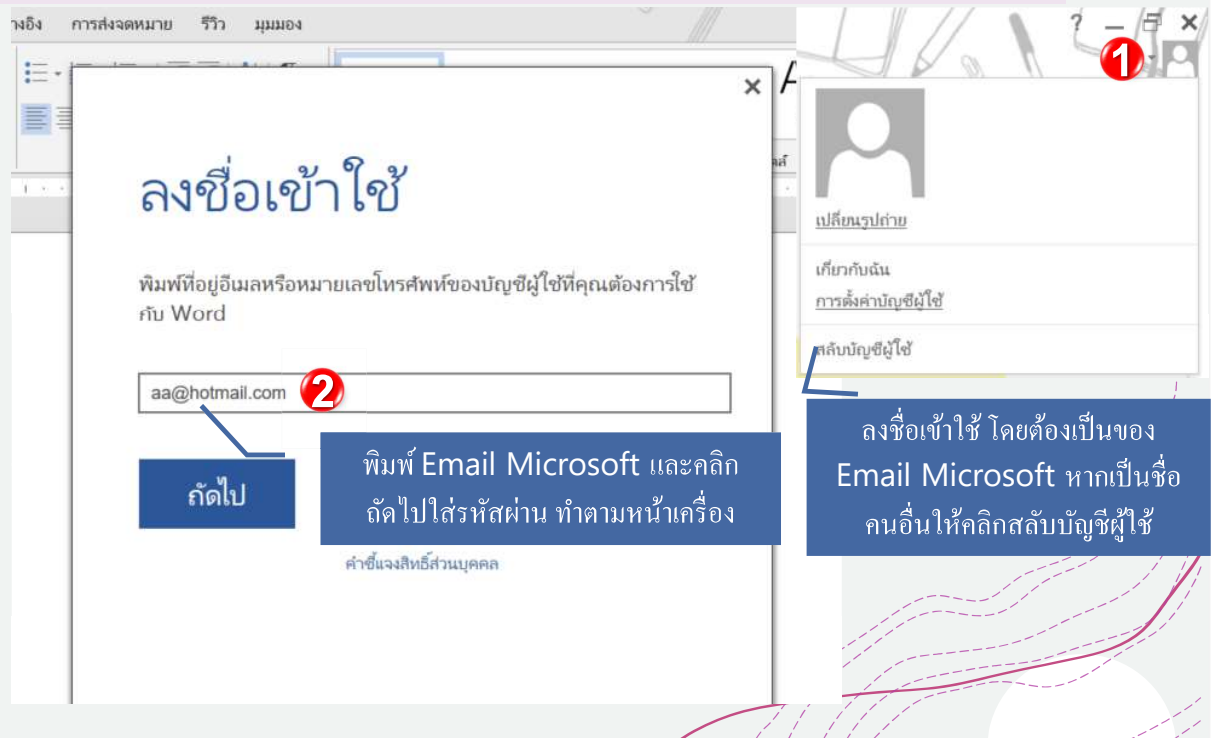 การส่งจดหมาย รีวิว มุมมอง
?
1
ลงชื่อเข้าใช้
พิมพ์ที่อยู่อีเมลหรือหมายเลขโทรศัพท์ของบัญชีผู้ใช้ที่คุณต้องการใช้
กับ Word
aa@hotmail.com 2
ถัดไป
พิมพ์ Email Microsoft และคลิก
ถัดไปใส่รหัสผ่าน ทำตามหน้าเครื่อง
คำชี้แจงสิทธิ์ส่วนบุคคล
เปลี่ยนรูปถ่าย
เกี่ยวกับฉัน
การตั้งค่าบัญชีผู้ใช้
สลับบัญชีผู้ใช้
ลงชื่อเข้าใช้ โดยต้องเป็นของ
Email Microsoft หากเป็นชื่อ
คนอื่นให้คลิกสลับบัญชีผู้ใช้